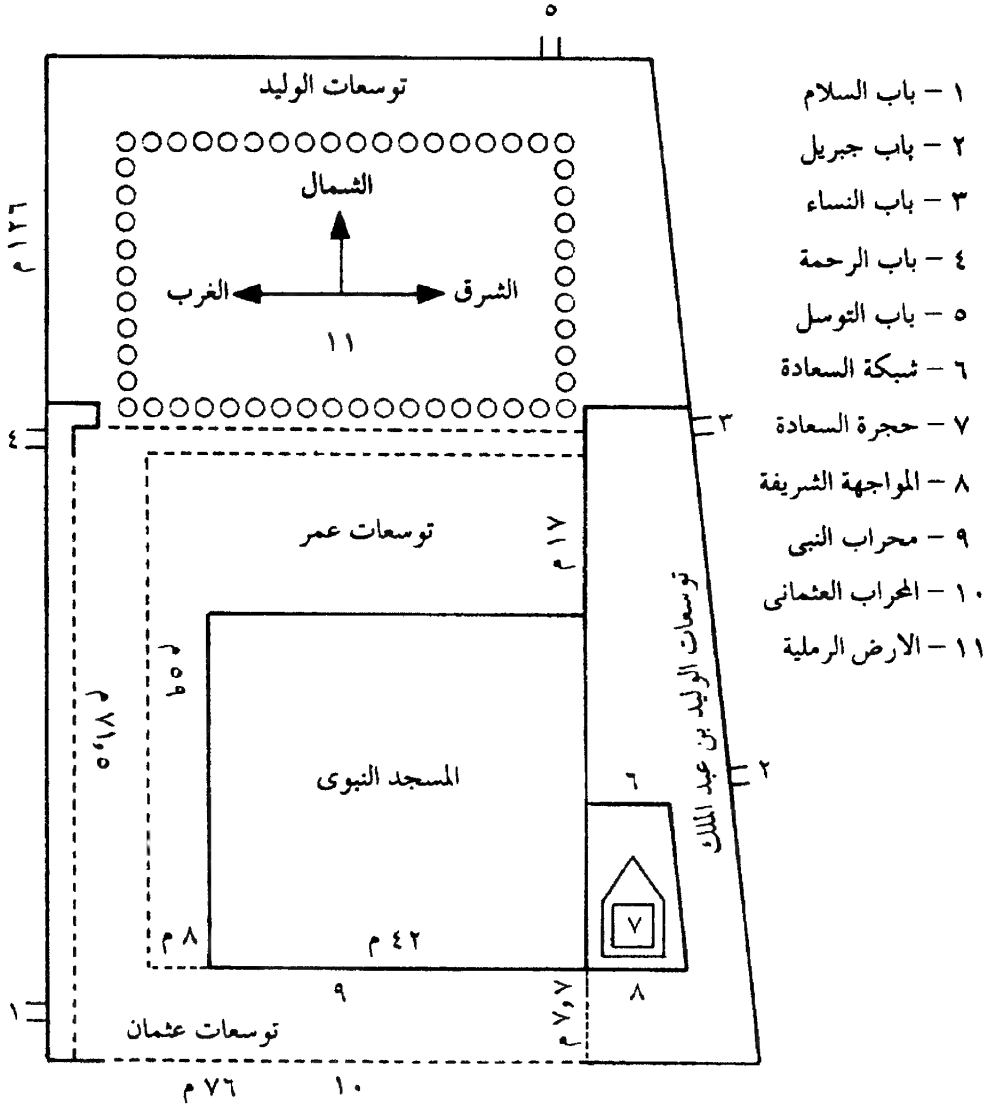 ٥
توسعات الوليد
الشمال
الغرب
الشرق
١١
١٢٦ م
٤
٣
توسعات عمر
١٧ م
٥٩ م
٧١,٥ م
المسجد النبوى
توسعات الوليد بن عبد الملك
٢
٦
٧
٨ م
٤٢ م
٩
٧,٧ م
٨
١
توسعات عثمان
٧٦ م
١٠
١ – باب السلام
٢ – باب جبريل
٣ – باب النساء
٤ – باب الرحمة
٥ – باب التوسل
٦ – شبكة السعادة
٧ – حجرة السعادة
٨ – المواجهة الشريفة
٩ – محراب النبى
١٠ – المحراب العثمانى
١١ – الارض الرملية